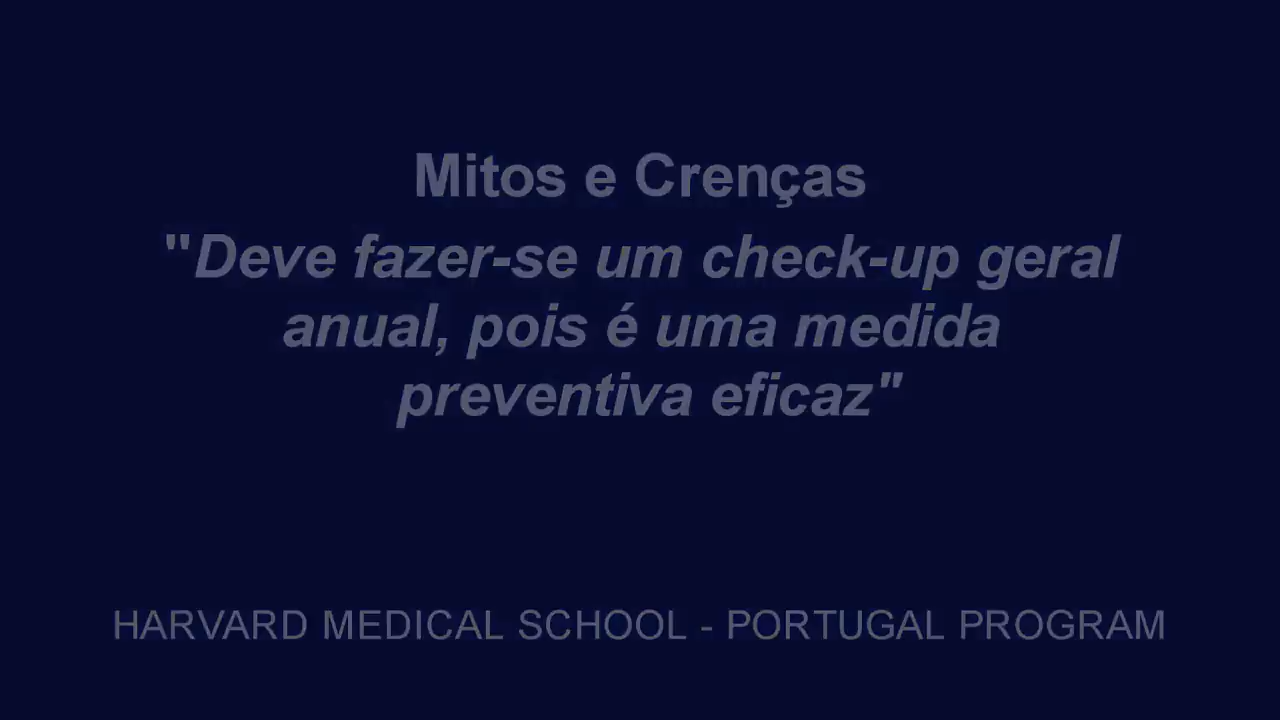 Mitos e Crenças
"Deve fazer-se um check-up geral
anual, pois é uma medida
preventiva eficaz"
HARVARD MEDICAL SCHOOL - PORTUGAL PROGRAM